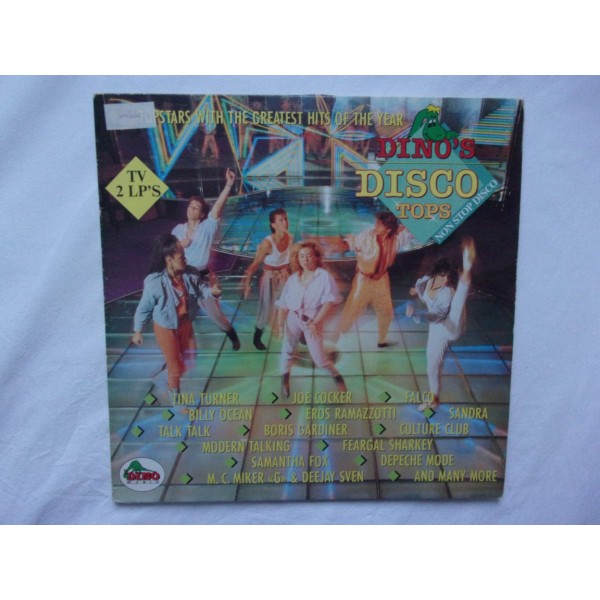 TOPSTARS WITH THE GREATEST HITS OF THE YEAR
DINO'S
DISCO
TOPS
NON STOP DISCO
TV
2 LP'S
TINA TURNER JOE COCKER FALCO
BILLY OCEAN EROS RAMAZZOTTI SANDRA
TALK TALK BORIS GARDINER CULTURE CLUB
MODERN TALKING FEARGAL SHARKEY
SAMANTHA FOX DEPECHE MODE
M.C. MIKER «G» & DEEJAY SVEN AND MANY MORE
DINO
MUSIC